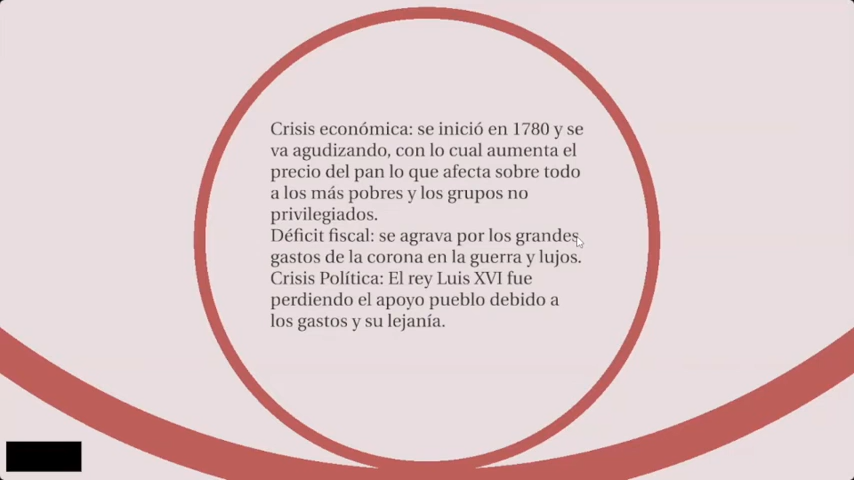 Crisis económica: se inició en 1780 y se
va agudizando, con lo cual aumenta el
precio del pan lo que afecta sobre todo
a los más pobres y los grupos no
privilegiados.
Déficit fiscal: se agrava por los grandes
gastos de la corona en la guerra y lujos.
Crisis Política: El rey Luis XVI fue
perdiendo el apoyo pueblo debido a
los gastos y su lejanía.